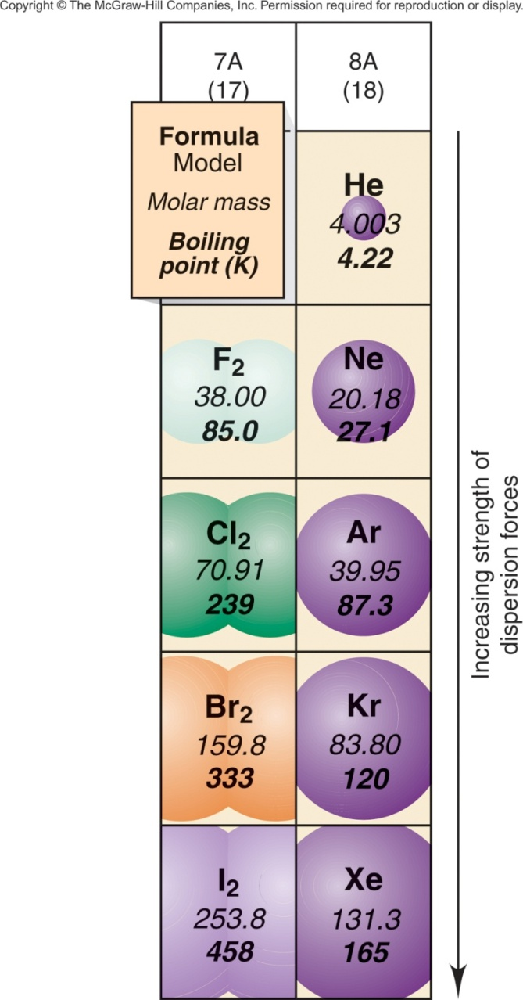 Copyright © The McGraw-Hill Companies, Inc. Permission required for reproduction or display.
7A
(17)
8A
(18)
Formula
Model
Molar mass
Boiling
point (K)
He
4.003
4.22
F₂
38.00
85.0
Ne
20.18
27.1
Cl₂
70.91
239
Ar
39.95
87.3
Br₂
159.8
333
Kr
83.80
120
I₂
253.8
458
Xe
131.3
165
Increasing strength of
dispersion forces